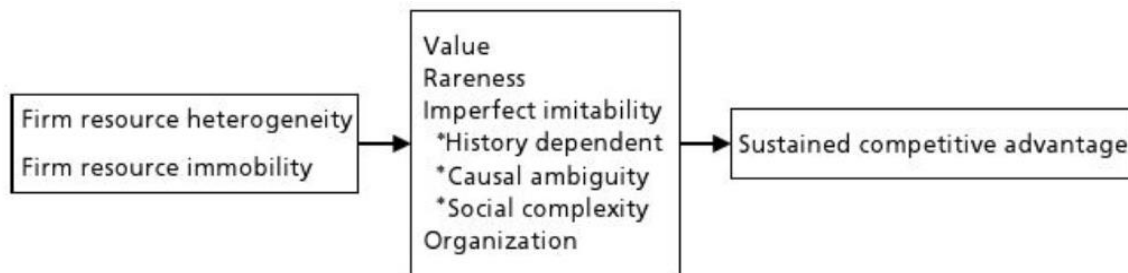 Firm resource heterogeneity
Firm resource immobility
Value
Rareness
Imperfect imitability
*History dependent
*Causal ambiguity
*Social complexity
Organization
Sustained competitive advantage